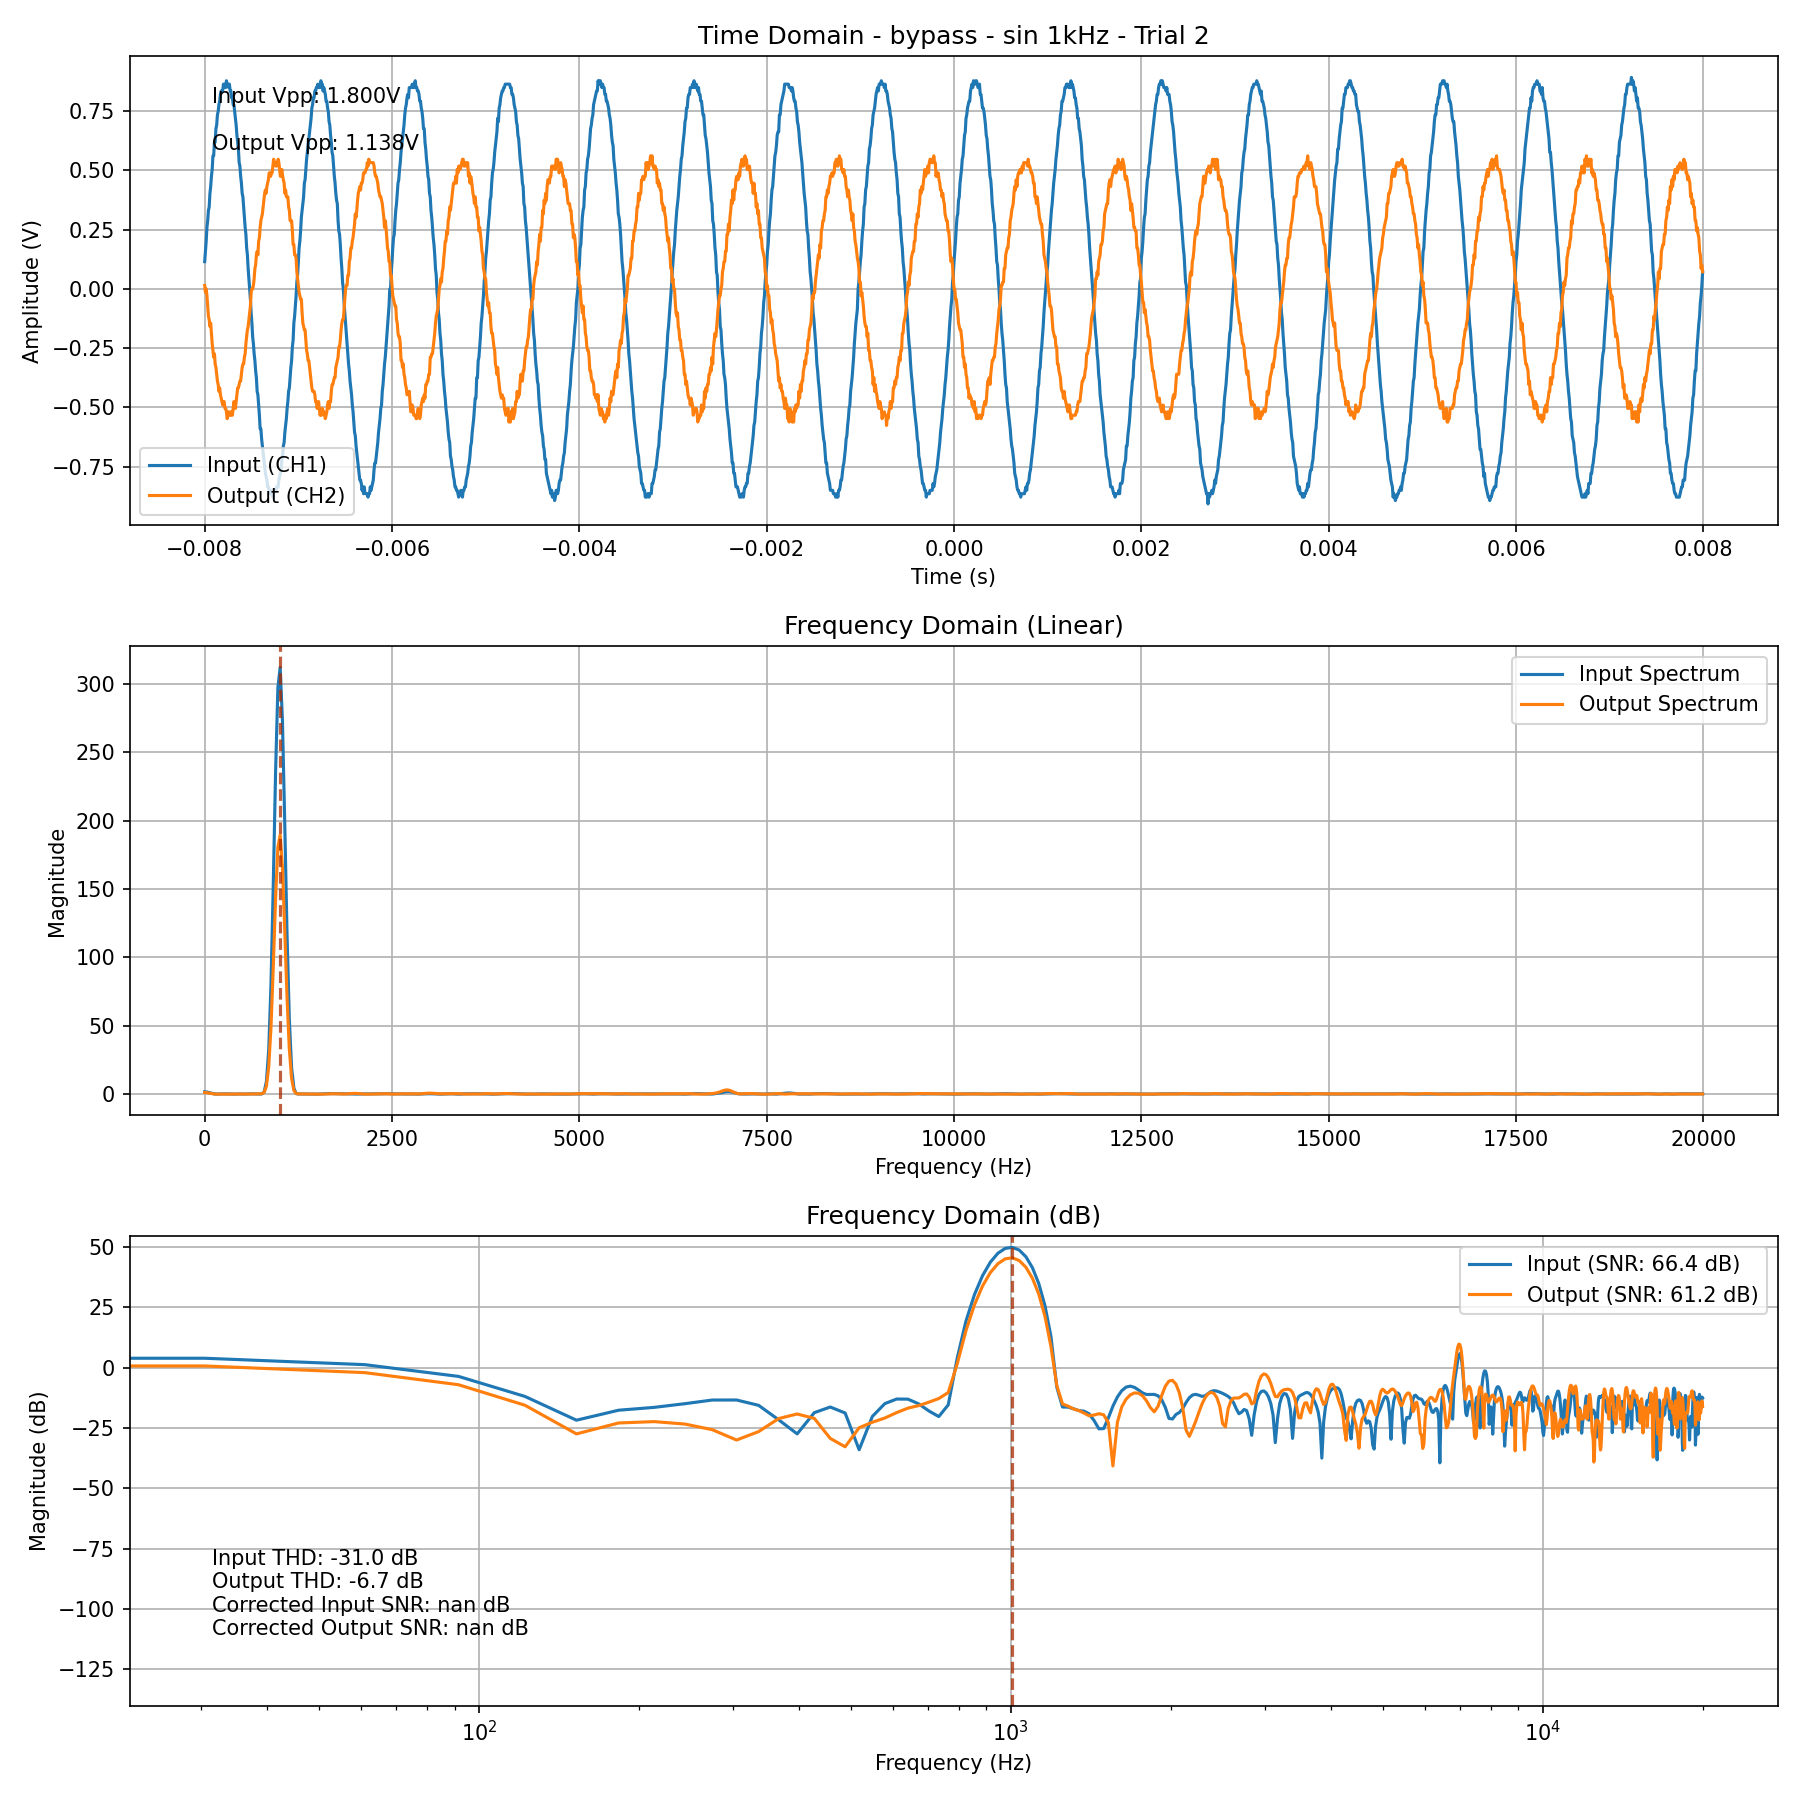 Time Domain - bypass - sin 1kHz - Trial 2
Input Vpp: 1.800V
Output Vpp: 1.138V
0.75
0.50
0.25
0.00
−0.25
−0.50
−0.75
Amplitude (V)
Input (CH1)
Output (CH2)
−0.008
−0.006
−0.004
−0.002
0.000
0.002
0.004
0.006
0.008
Time (s)
Frequency Domain (Linear)
300
250
200
150
100
50
0
Magnitude
Input Spectrum
Output Spectrum
0
2500
5000
7500
10000
12500
15000
17500
20000
Frequency (Hz)
Frequency Domain (dB)
50
25
0
−25
−50
−75
−100
−125
Magnitude (dB)
Input (SNR: 66.4 dB)
Output (SNR: 61.2 dB)
Input THD: -31.0 dB
Output THD: -6.7 dB
Corrected Input SNR: nan dB
Corrected Output SNR: nan dB
10²
10³
10⁴
Frequency (Hz)